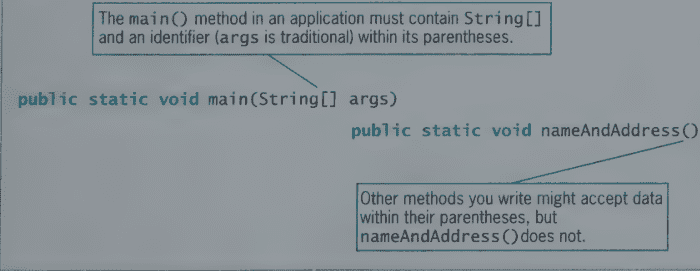 The main() method in an application must contain String[]
and an identifier (args is traditional) within its parentheses.
public static void main(String[] args)
public static void nameAndAddress()
Other methods you write might accept data
within their parentheses, but
nameAndAddress()does not.